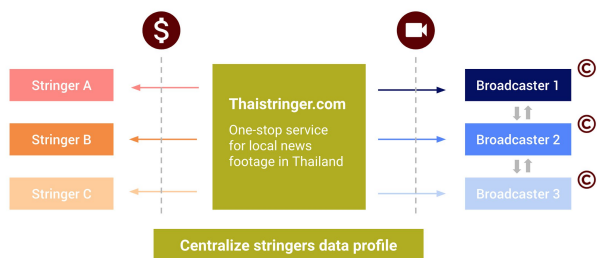 $
Stringer A
Stringer B
Stringer C
Thaistringer.com
One-stop service
for local news
footage in Thailand
Broadcaster 1
©
Broadcaster 2
©
Broadcaster 3
©
Centralize stringers data profile